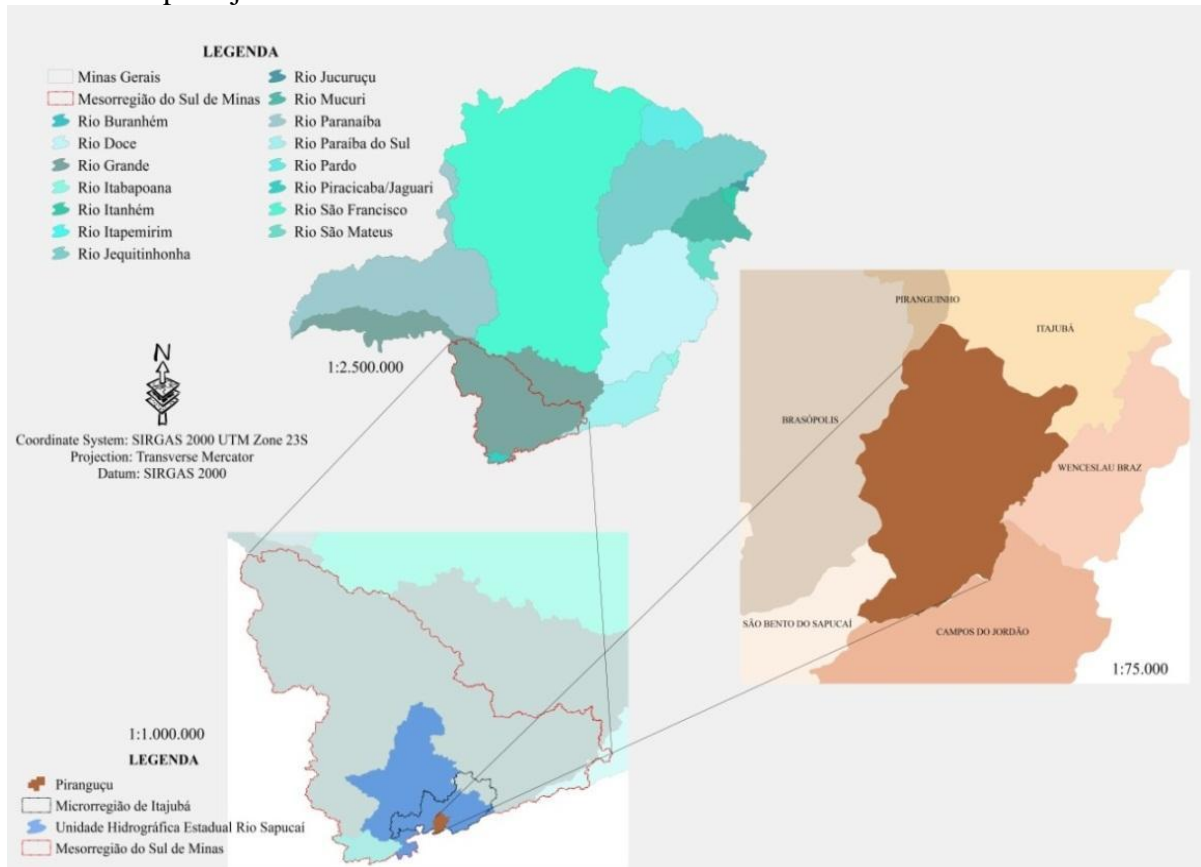 LEGENDA
Minas Gerais
Mesorregião do Sul de Minas
Rio Buranhém
Rio Doce
Rio Grande
Rio Itabapoana
Rio Itanhém
Rio Itapemirim
Rio Jequitinhonha
Rio Jucuruçu
Rio Mucuri
Rio Paranaíba
Rio Paraíba do Sul
Rio Pardo
Rio Piracicaba/Jaguari
Rio São Francisco
Rio São Mateus
1:2.500.000
N
Coordinate System: SIRGAS 2000 UTM Zone 23S
Projection: Transverse Mercator
Datum: SIRGAS 2000
PIRANGUINHO
ITAJUBÁ
BRASÓPOLIS
WENCESLAU BRAZ
SÃO BENTO DO SAPUCAÍ
CAMPOS DO JORDÃO
1:75.000
1:1.000.000
LEGENDA
Piranguçu
Microrregião de Itajubá
Unidade Hidrográfica Estadual Rio Sapucaí
Mesorregião do Sul de Minas